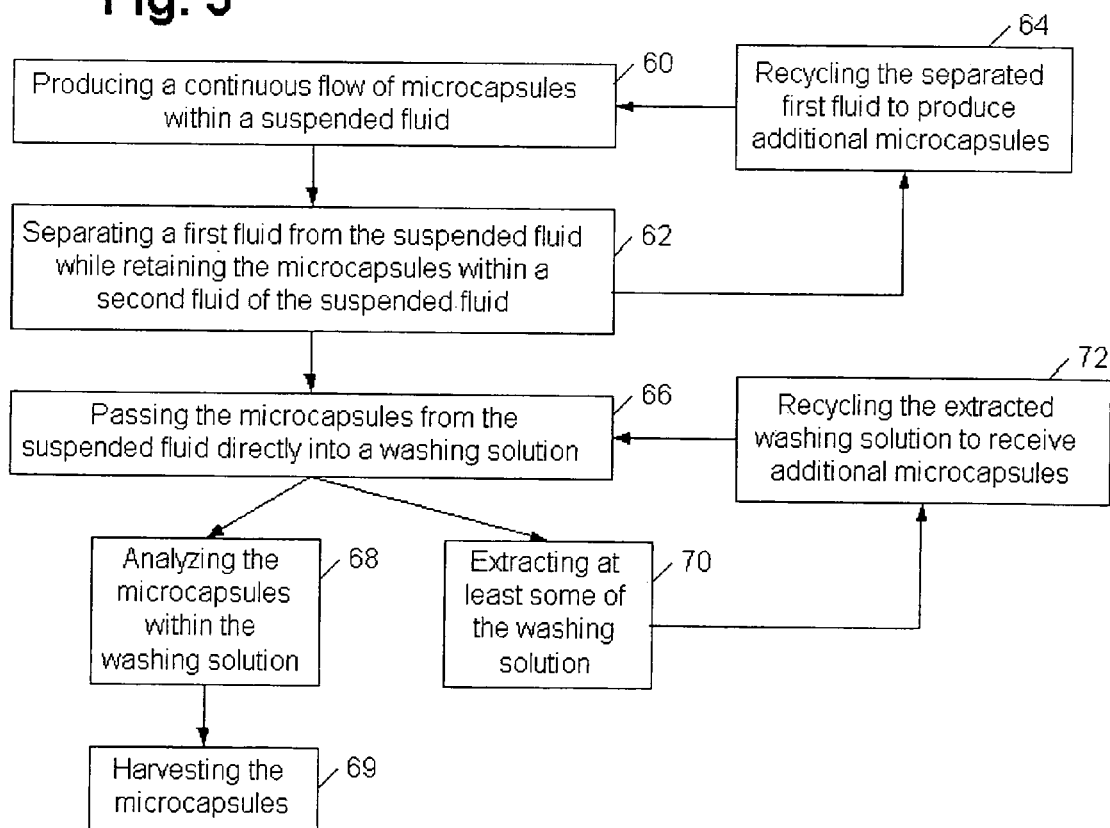 Fig. 5
64
60
Producing a continuous flow of microcapsules
within a suspended fluid
Recycling the separated
first fluid to produce
additional microcapsules
62
Separating a first fluid from the suspended fluid
while retaining the microcapsules within a
second fluid of the suspended fluid
72
66
Passing the microcapsules from the
suspended fluid directly into a washing solution
Recycling the extracted
washing solution to receive
additional microcapsules
68
Analyzing the
microcapsules
within the
washing solution
70
Extracting at
least some of
the washing
solution
69
Harvesting the
microcapsules